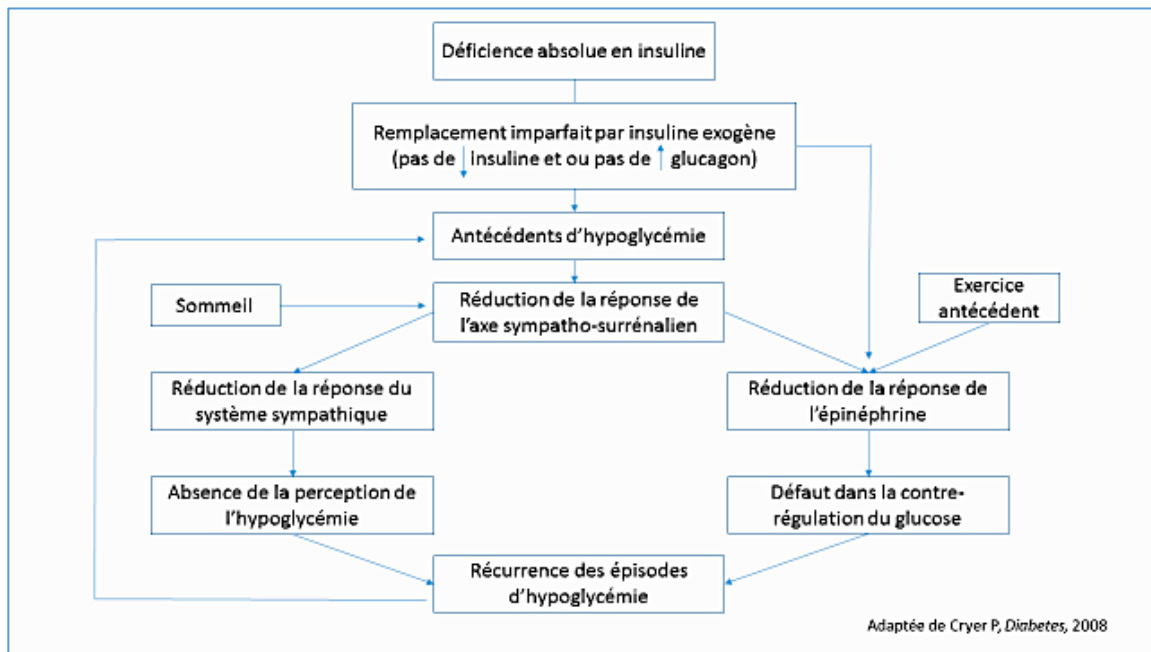 Déficience absolue en insuline
Remplacement imparfait par insuline exogène
(pas de ↓ insuline et ou pas de ↑ glucagon)
Antécédents d'hypoglycémie
Sommeil
Réduction de la réponse de
l'axe sympatho-surrénalien
Exercice
antécédent
Réduction de la réponse du
système sympathique
Réduction de la réponse de
l'épinéphrine
Absence de la perception de
l'hypoglycémie
Défaut dans la contre-
régulation du glucose
Récurrence des épisodes
d'hypoglycémie
Adaptée de Cryer P, Diabetes, 2008